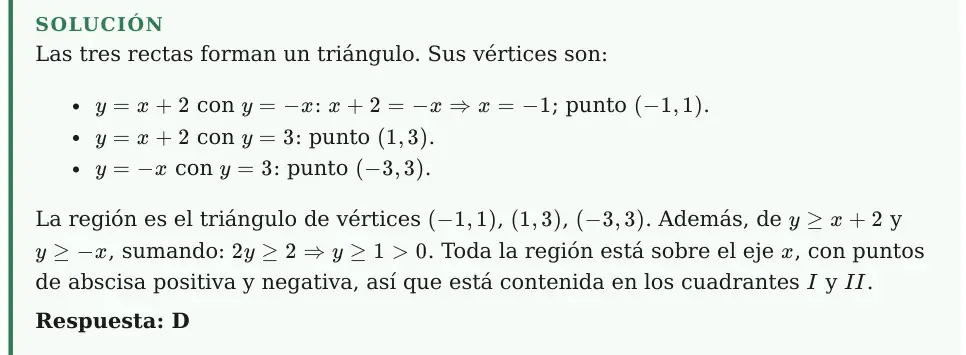 SOLUCIÓN
Las tres rectas forman un triángulo. Sus vértices son:
• y = x + 2 con y = −x: x + 2 = −x ⇒ x = −1; punto (−1, 1).
• y = x + 2 con y = 3: punto (1, 3).
• y = −x con y = 3: punto (−3, 3).
La región es el triángulo de vértices (−1, 1), (1, 3), (−3, 3). Además, de y ≥ x + 2 y
y ≥ −x, sumando: 2y ≥ 2 ⇒ y ≥ 1 > 0. Toda la región está sobre el eje x, con puntos
de abscisa positiva y negativa, así que está contenida en los cuadrantes I y II.
Respuesta: D